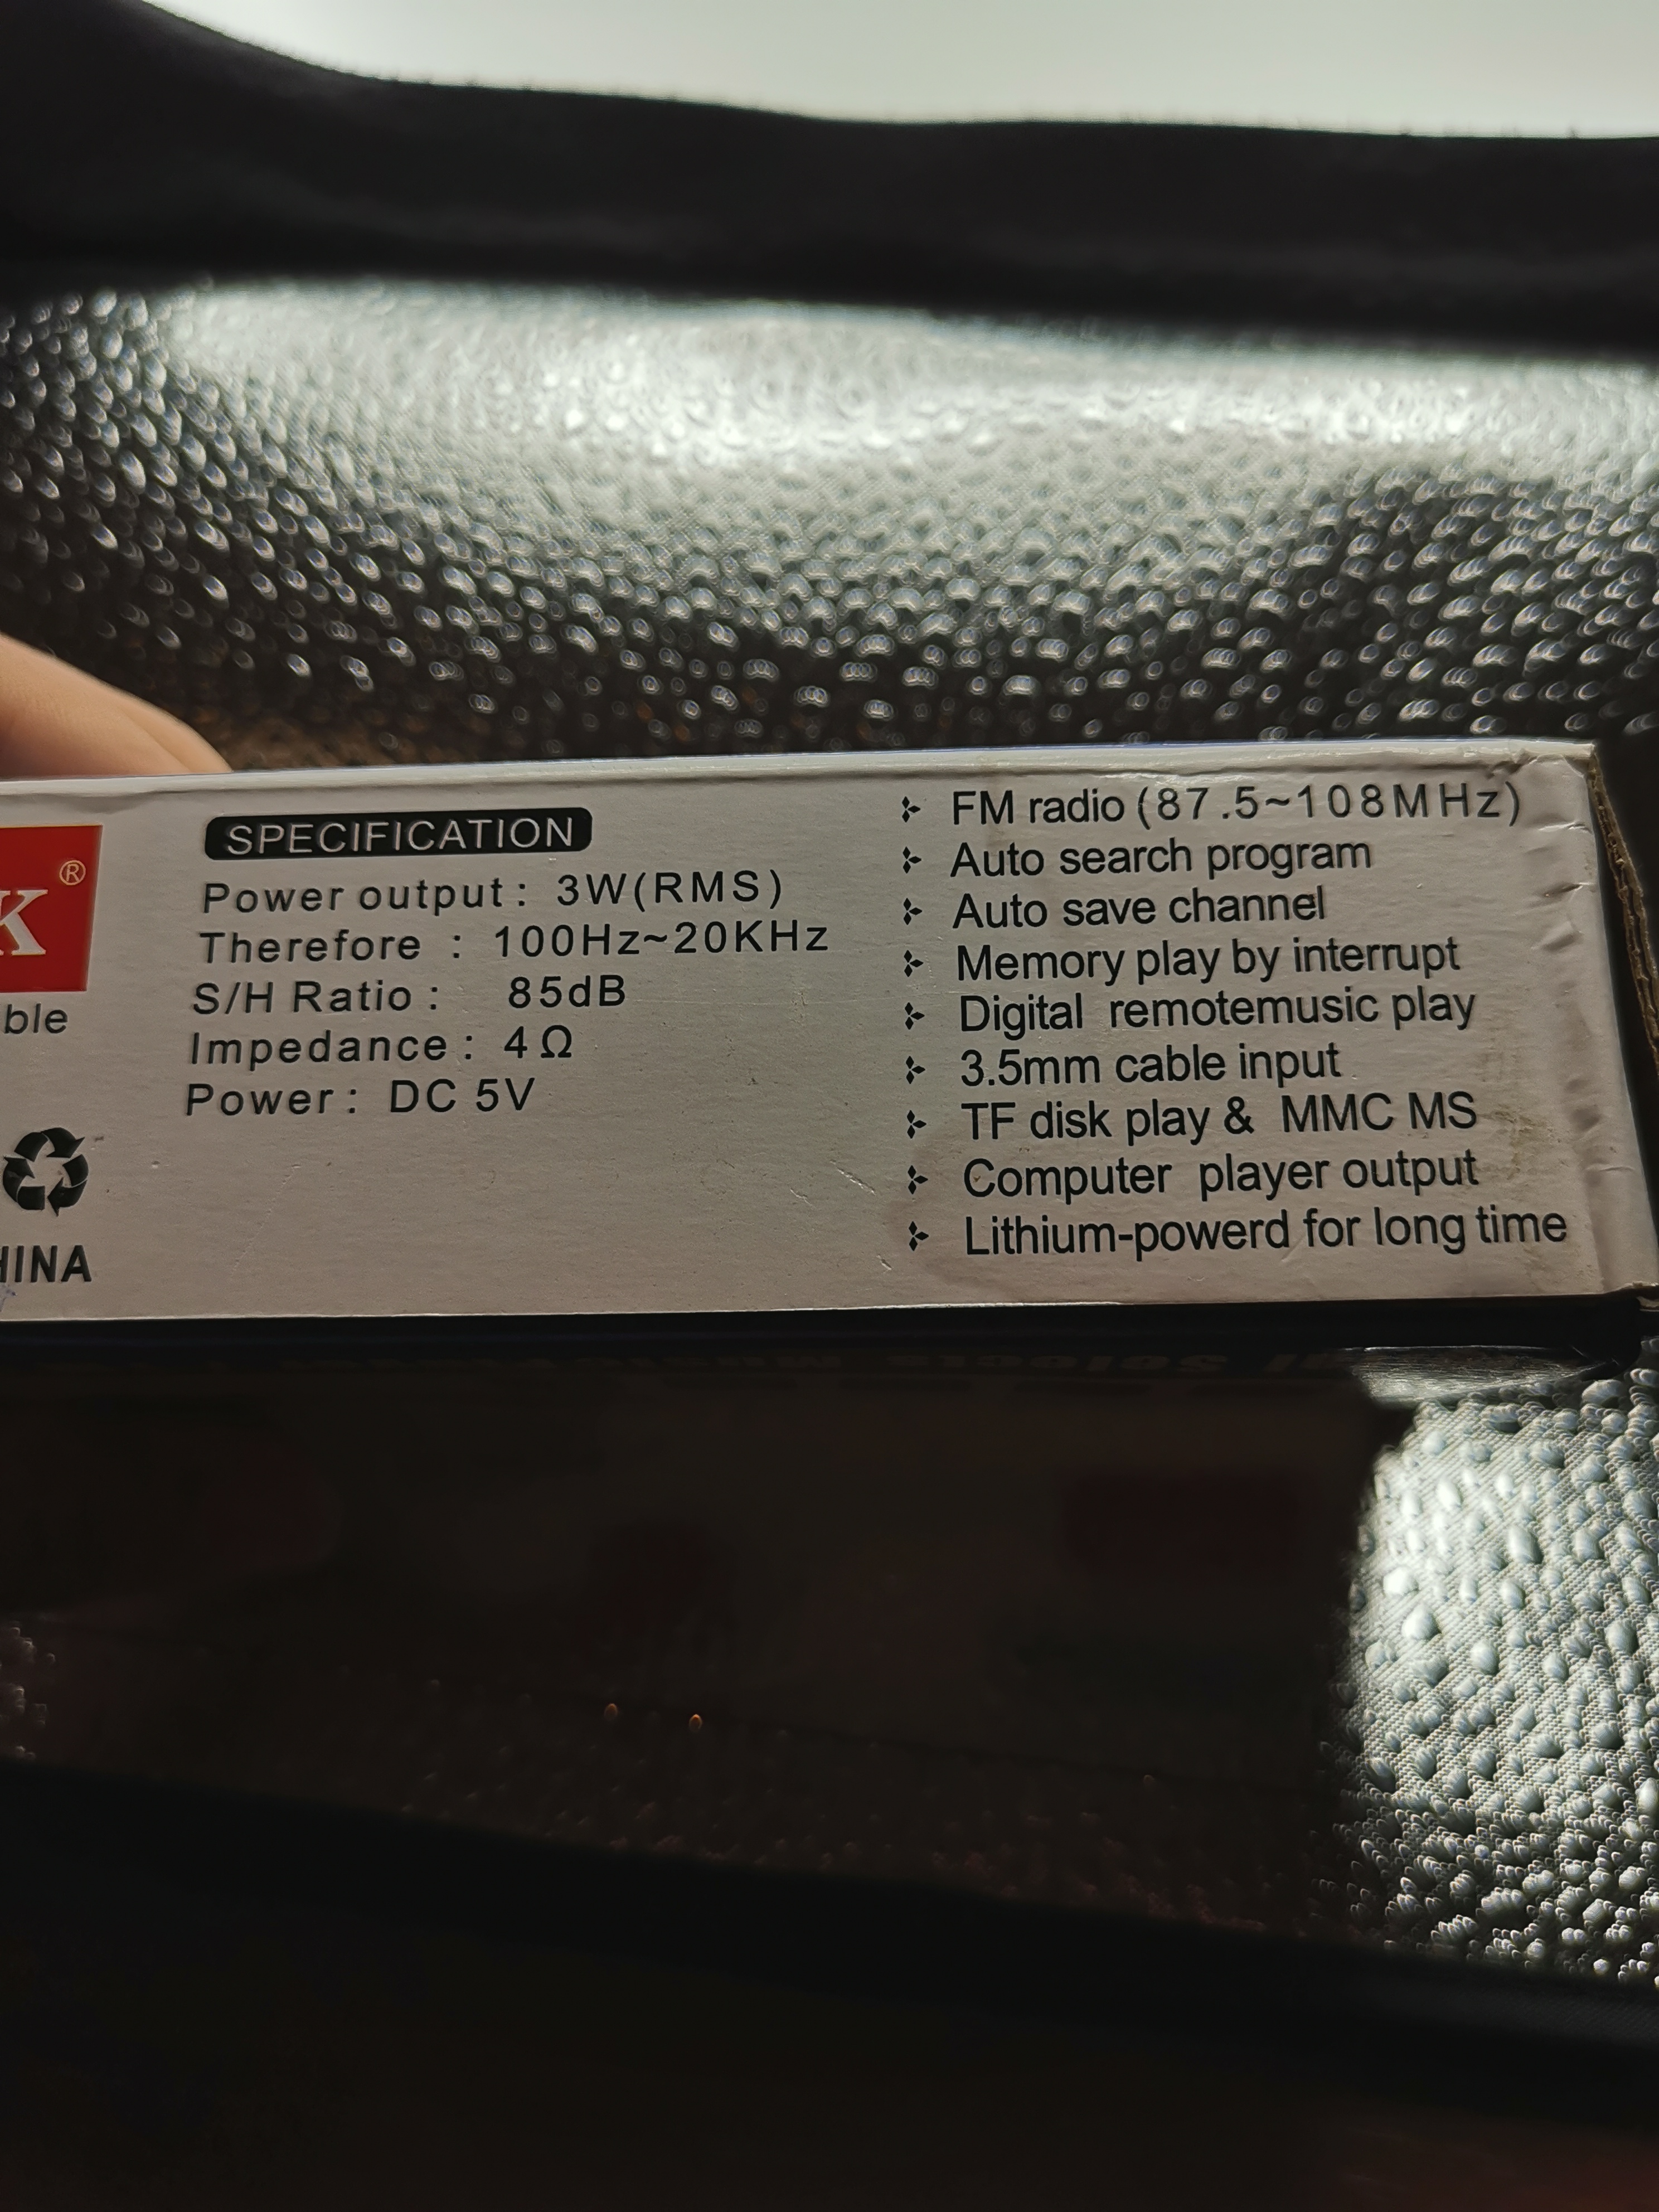 K®
ble
HINA
SPECIFICATION
Power output : 3W(RMS)
Therefore : 100Hz~20KHz
S/H Ratio : 85dB
Impedance : 4Ω
Power : DC 5V
FM radio (87.5~108MHz)
Auto search program
Auto save channel
Memory play by interrupt
Digital remotemusic play
3.5mm cable input
TF disk play & MMC MS
Computer player output
Lithium-powerd for long time